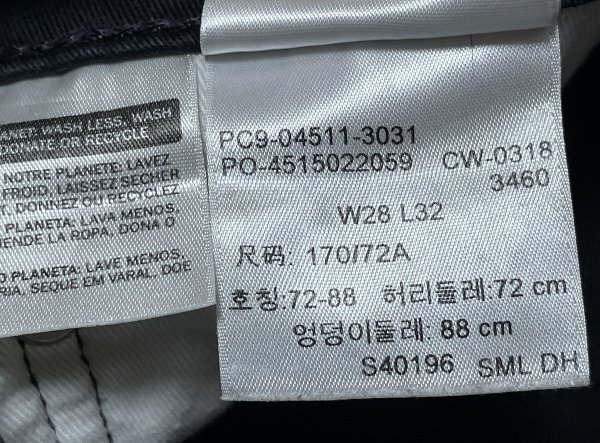 PLANET: WASH LESS, WASH
DONATE OR RECYCLE
NOTRE PLANETE: LAVEZ
FROID, LAISSEZ SECHER
DONNEZ OU RECYCLEZ
PLANETA: LAVA MENOS,
LA ROPA, DONA O
PLANETA: LAVE MENOS,
SEQUE EM VARAL, DOE
PC9-04511-3031
PO-4515022059 CW-0318
3460
W28 L32
尺码: 170/72A
호칭:72-88 허리둘레:72 cm
엉덩이둘레: 88 cm
S40196 SML DH